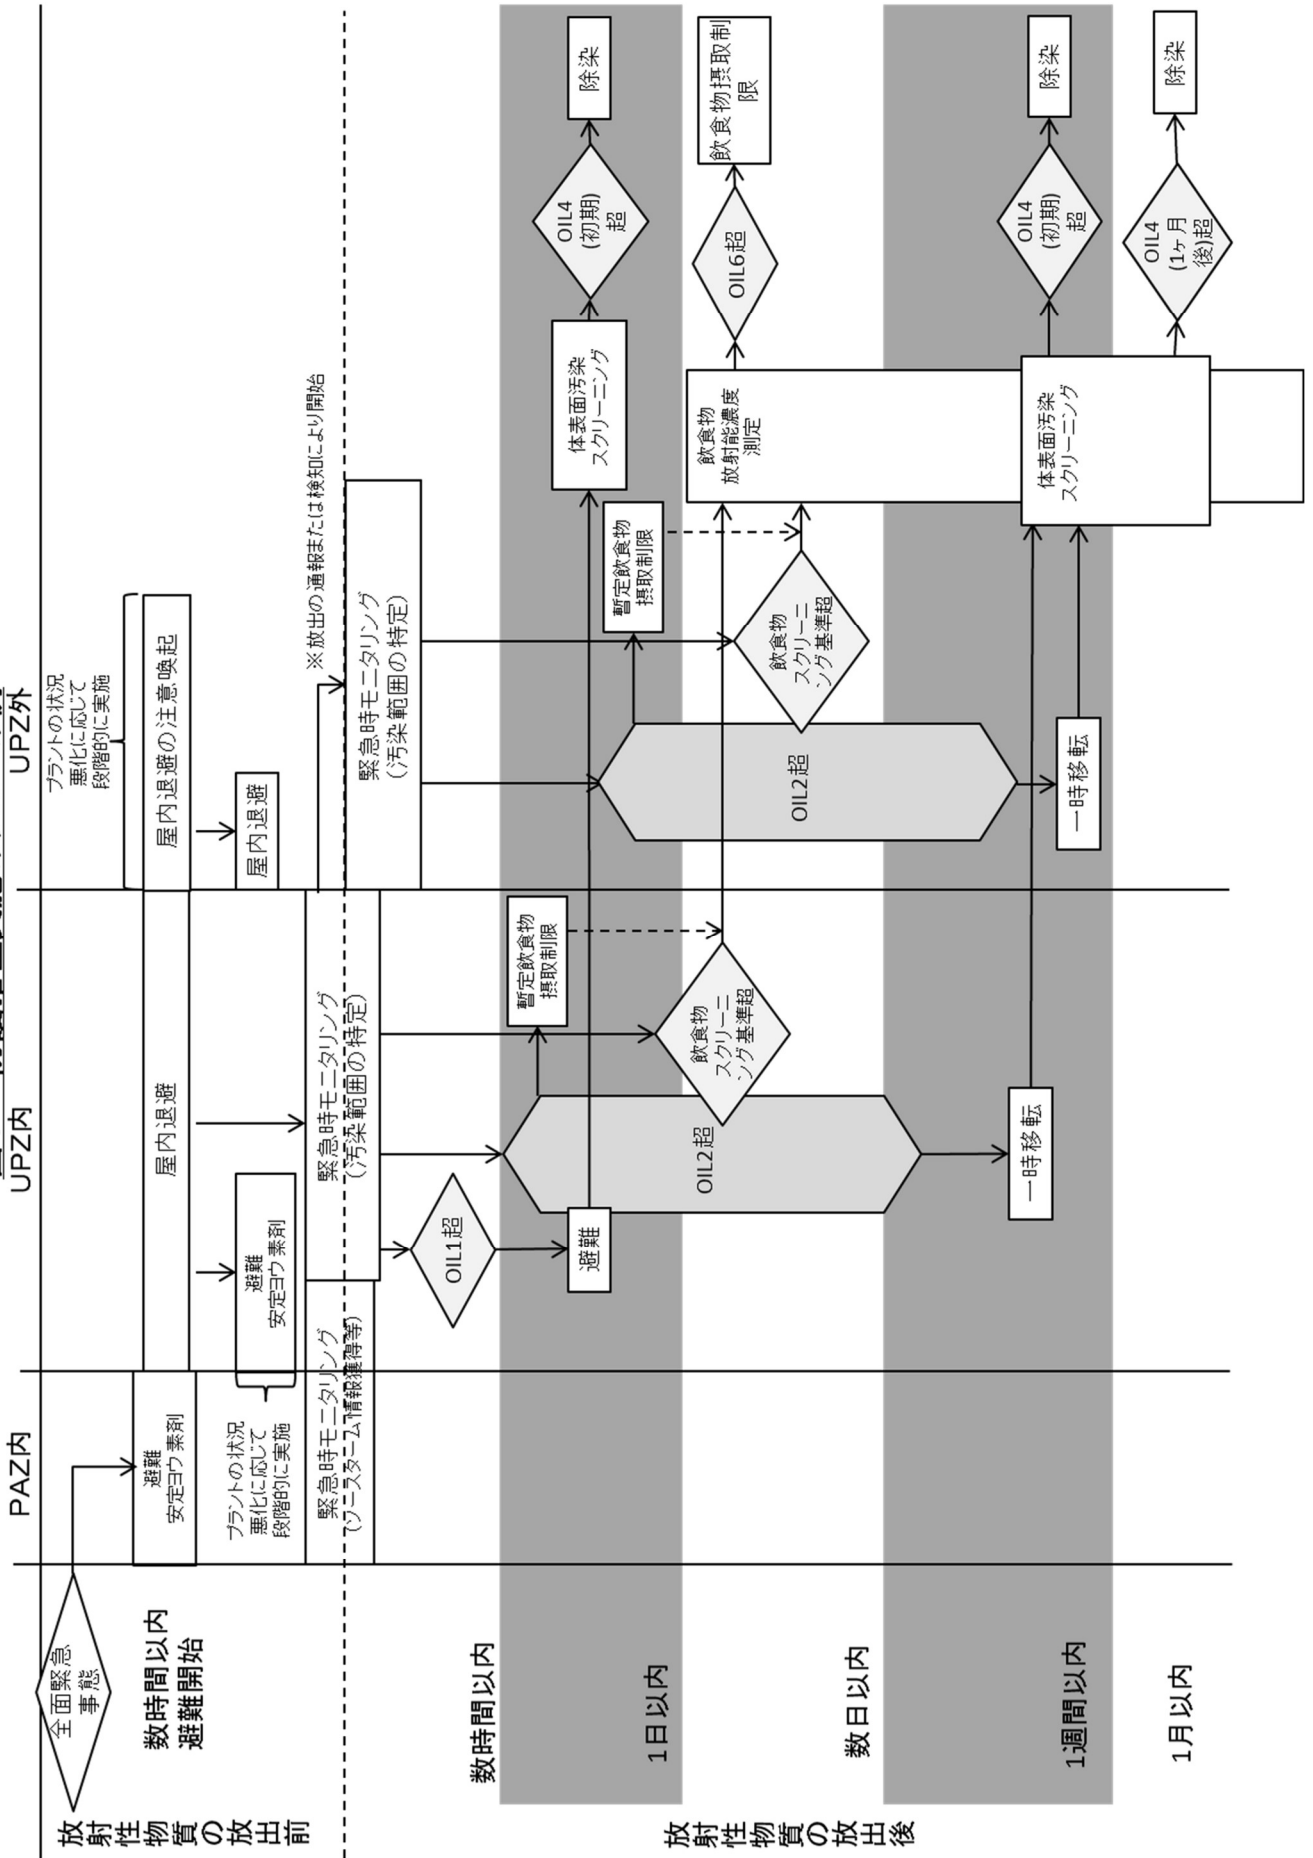 PAZ内
UPZ内
UPZ外
放射性物質の放出前
全面緊急
事態
数時間以内
避難開始
避難
安定ヨウ素剤
プラントの状況
悪化に応じて
段階的に実施
緊急時モニタリング
(ソースターム情報獲得等)
屋内退避
避難
安定ヨウ素剤
緊急時モニタリング
(汚染範囲の特定)
プラントの状況
悪化に応じて
段階的に実施
屋内退避の注意喚起
屋内退避
※放出の通報または検知により開始
緊急時モニタリング
(汚染範囲の特定)
放射性物質の放出後
数時間以内
OIL1超
1日以内
避難
OIL2超
暫定飲食物
摂取制限
体表面汚染
スクリーニング
OIL4
(初期)
超
除染
暫定飲食物
摂取制限
数日以内
飲食物
スクリーニ
ング基準超
OIL2超
飲食物
スクリーニ
ング基準超
飲食物
放射能濃度
測定
OIL6超
飲食物摂取制
限
1週間以内
一時移転
一時移転
体表面汚染
スクリーニング
OIL4
(初期)
超
除染
1月以内
OIL4
(1ヶ月
後)超
除染